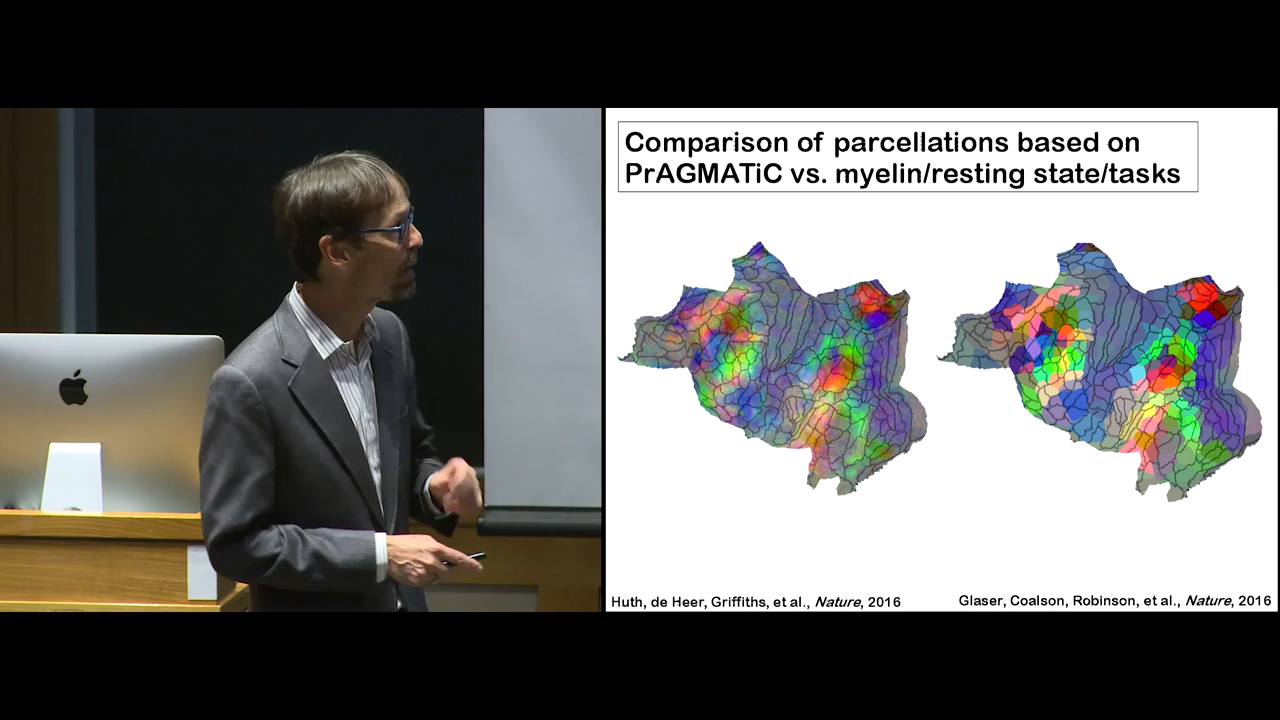 Comparison of parcellations based on
PrAGMATiC vs. myelin/resting state/tasks
Huth, de Heer, Griffiths, et al., Nature, 2016
Glaser, Coalson, Robinson, et al., Nature, 2016